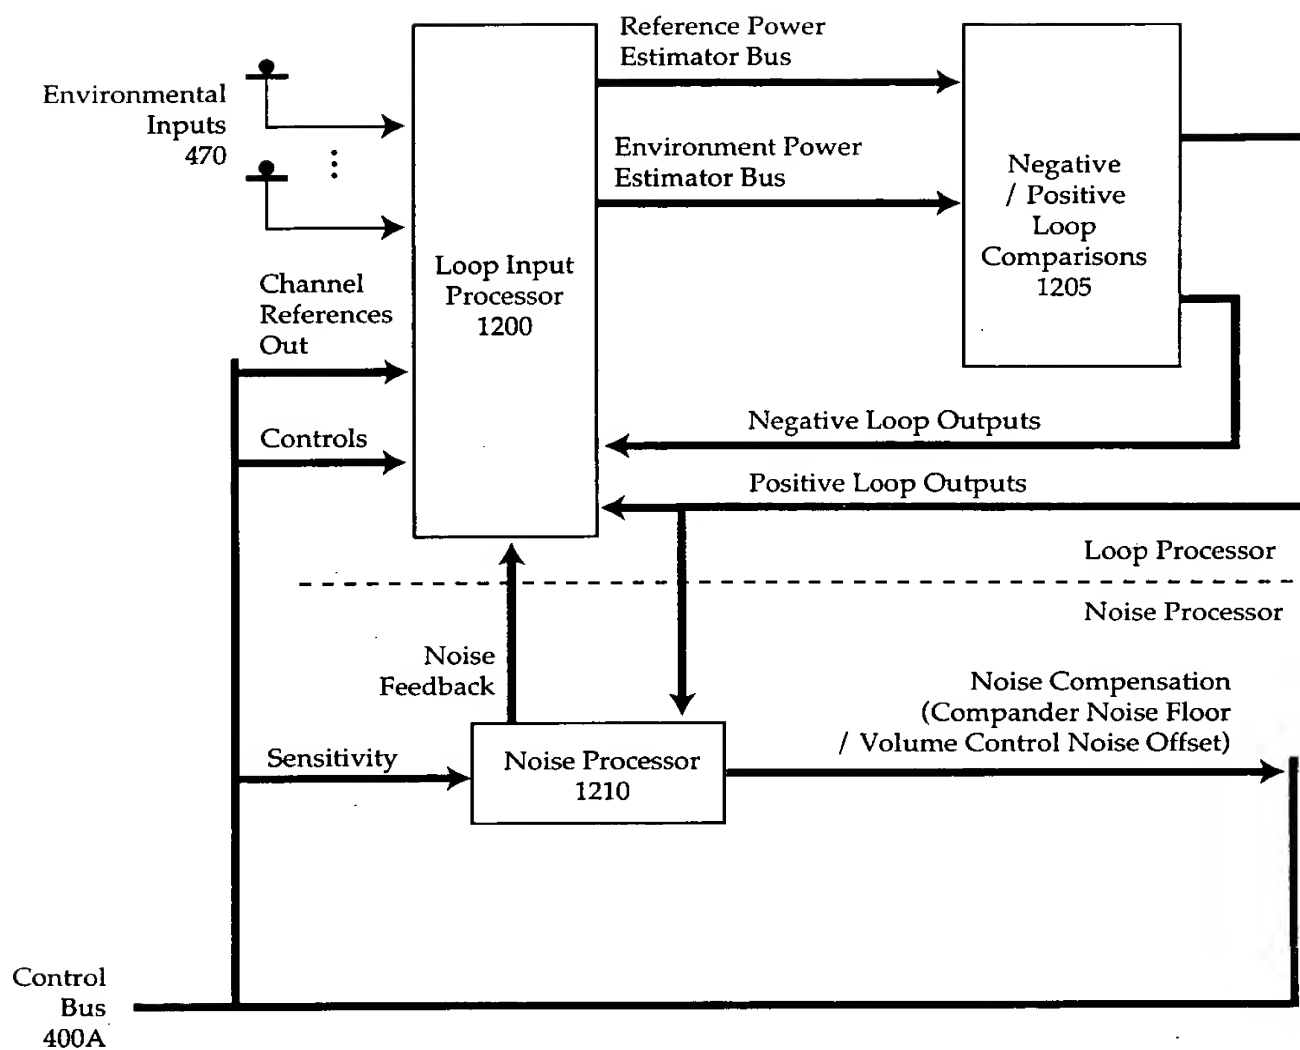 Reference Power
Estimator Bus
Environmental
Inputs
470
Environment Power
Estimator Bus
Negative
/ Positive
Loop
Comparisons
1205
Loop Input
Processor
1200
Channel
References
Out
Controls
Negative Loop Outputs
Positive Loop Outputs
Loop Processor
Noise Processor
Noise
Feedback
Noise Compensation
(Compander Noise Floor
/ Volume Control Noise Offset)
Sensitivity
Noise Processor
1210
Control
Bus
400A